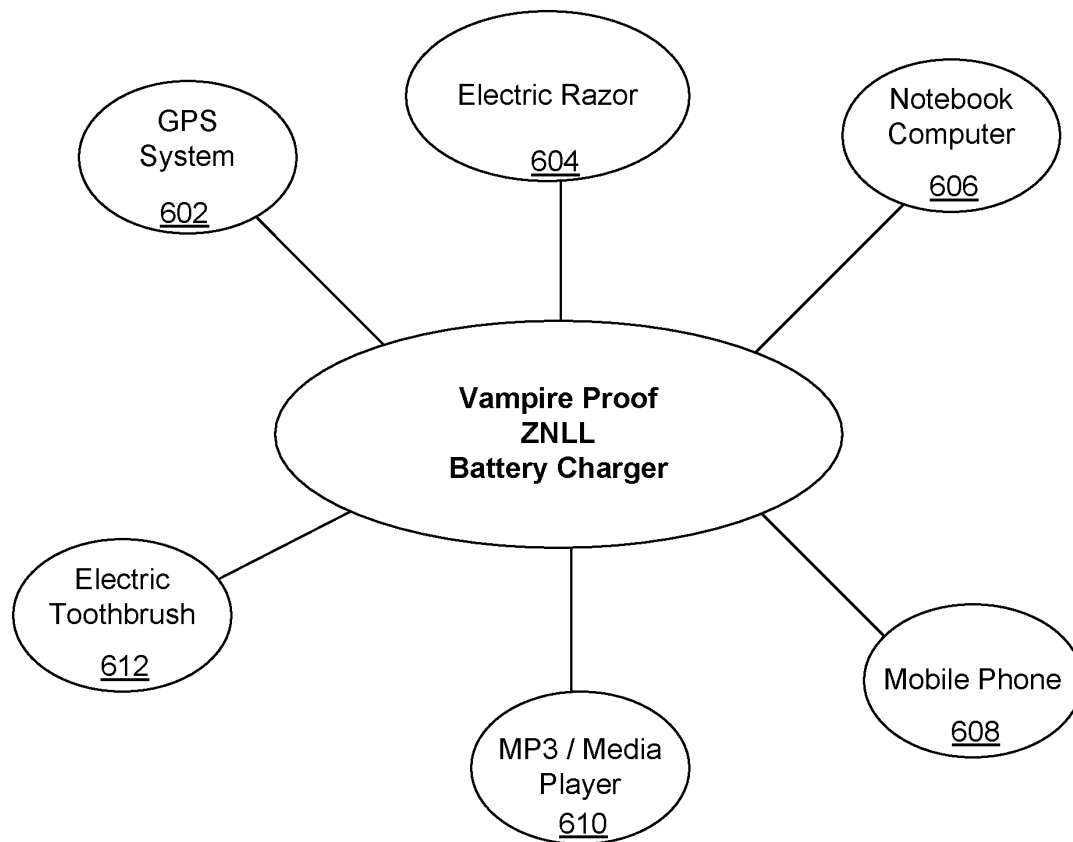 GPS
System
602
Electric Razor
604
Notebook
Computer
606
Vampire Proof
ZNLL
Battery Charger
Electric
Toothbrush
612
MP3 / Media
Player
610
Mobile Phone
608